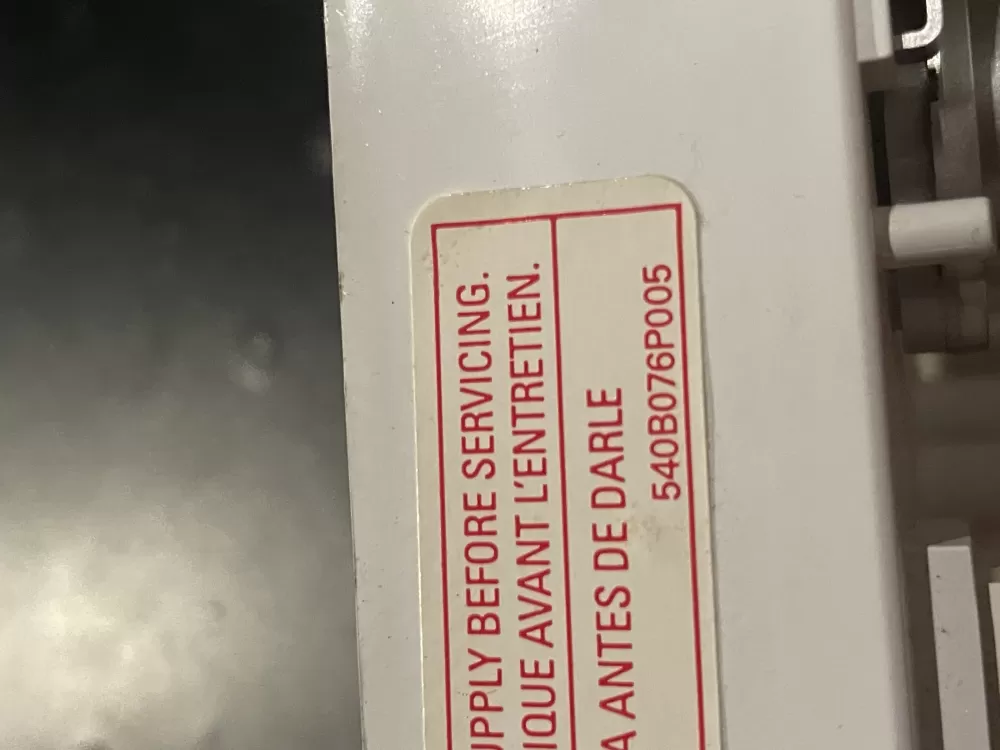 UPPLY BEFORE SERVICING.
IQUE AVANT L'ENTRETIEN.
A ANTES DE DARLE
540B076P005